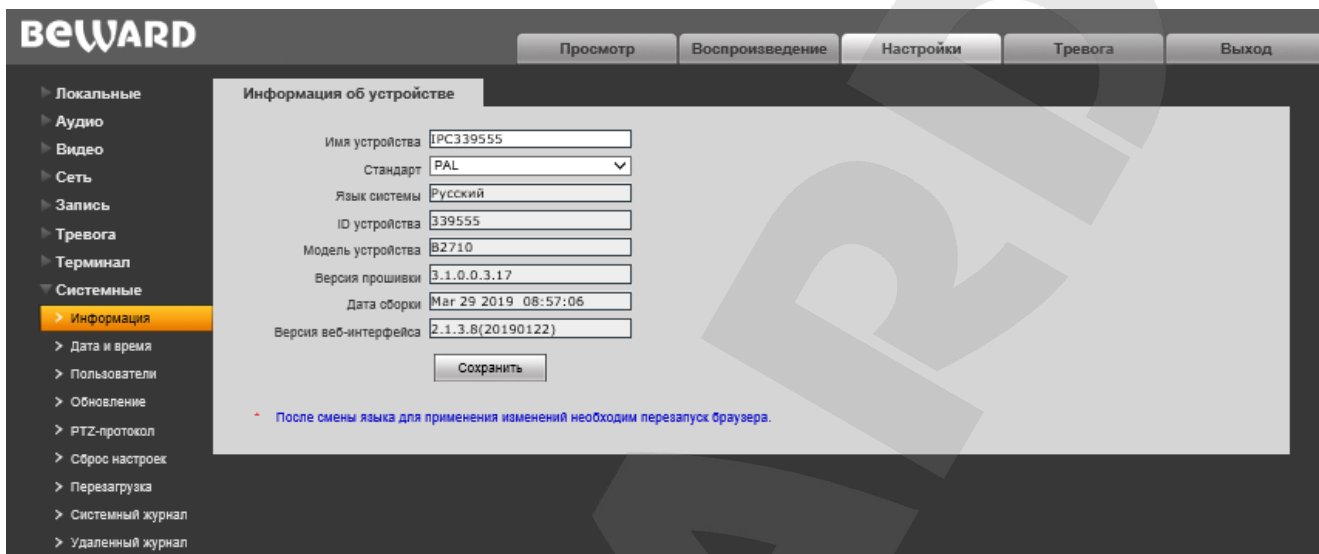 BEWARD
Просмотр
Воспроизведение
Настройки
Тревога
Выход
Локальные
Аудио
Видео
Сеть
Запись
Тревога
Терминал
Системные
> Информация
> Дата и время
> Пользователи
> Обновление
> PTZ-протокол
> Сброс настроек
> Перезагрузка
> Системный журнал
> Удаленный журнал
Информация об устройстве
Имя устройства IPC339555
Стандарт PAL
Язык системы Русский
ID устройства 339555
Модель устройства B2710
Версия прошивки 3.1.0.0.3.17
Дата сборки Mar 29 2019 08:57:06
Версия веб-интерфейса 2.1.3.8(20190122)
Сохранить
* После смены языка для применения изменений необходим перезапуск браузера.